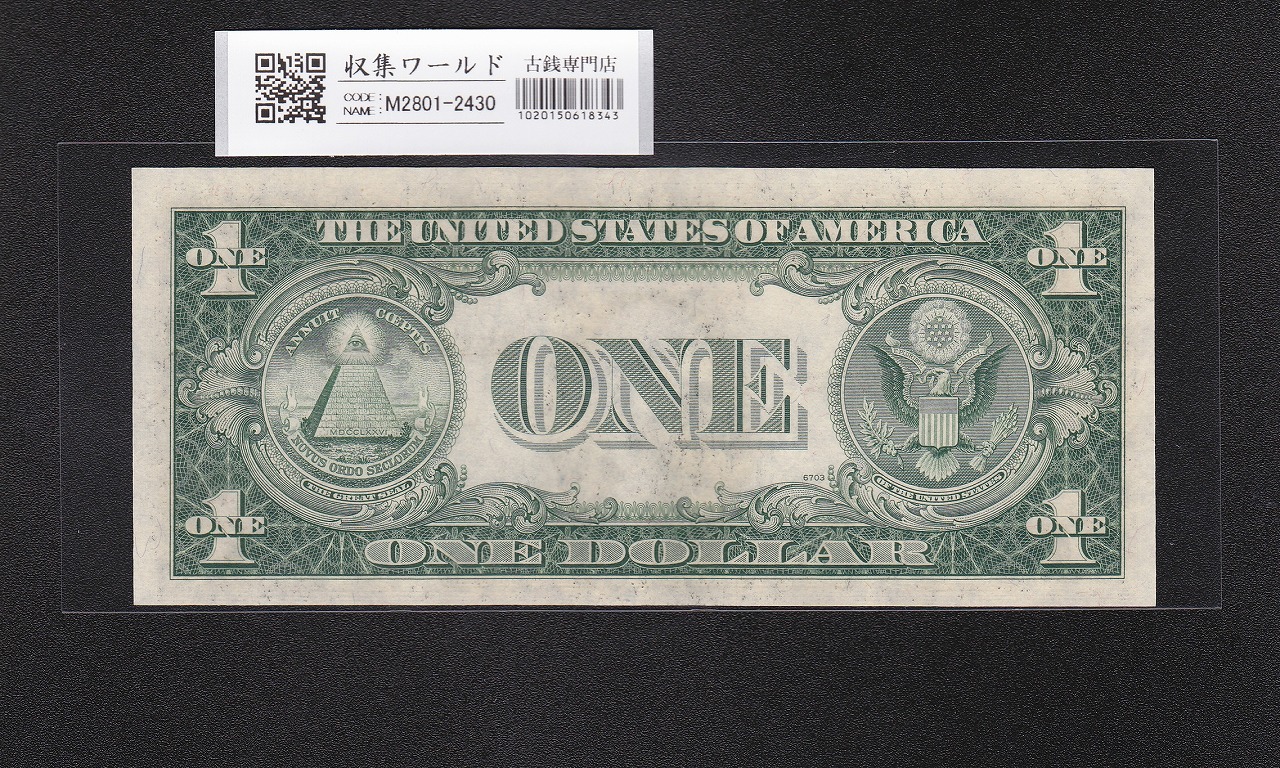 収集ワールド 古銭専門店
CODE:
NAME: M2801-2430
1020150618343
THE UNITED STATES OF AMERICA
1 ONE
1 ONE
ANNUIT CŒPTIS
ONE
MDCCLXXVI
NOVUS ORDO SECLORUM
THE GREAT SEAL
6703
OF THE UNITED STATES
1 ONE
1 ONE
ONE DOLLAR